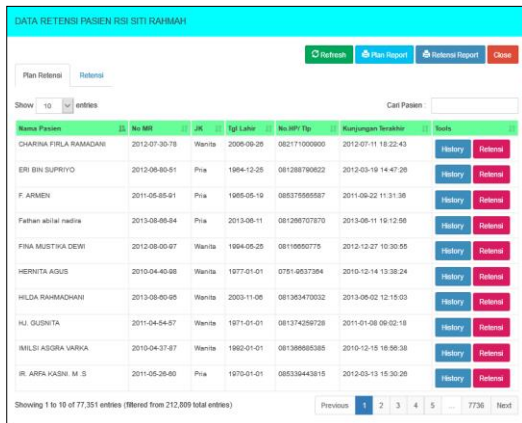 DATA RETENSI PASIEN RSI SITI RAHMAH
Refresh Plan Report Retensi Report Close
Plan Retensi Retensi
Show 10 entries Cari Pasien :
Nama Pasien No MR JK Tgl Lahir No.HP/ Tlp Kunjungan Terakhir Tools
CHARINA FIRLA RAMADANI 2012-07-30-78 Wanita 2006-09-26 082171000900 2012-07-11 18:22:43 History Retensi
ERI BIN SUPRIYO 2012-06-80-51 Pria 1964-12-25 081288790622 2012-03-19 14:47:26 History Retensi
F. ARMEN 2011-05-85-91 Pria 1965-05-19 085375565587 2011-09-22 11:31:36 History Retensi
Fathan abilal nadira 2013-08-66-84 Pria 2013-06-11 081266707870 2013-06-11 19:12:56 History Retensi
FINA MUSTIKA DEWI 2012-08-00-97 Wanita 1994-05-25 08116650775 2012-12-27 10:30:55 History Retensi
HERNITA AGUS 2010-04-40-98 Wanita 1977-01-01 0751-9537364 2010-12-14 13:38:24 History Retensi
HILDA RAHMADHANI 2013-08-60-95 Wanita 2003-11-06 081363470032 2013-06-02 12:15:03 History Retensi
HJ. GUSNITA 2011-04-54-57 Wanita 1971-01-01 081374259728 2011-01-08 09:02:18 History Retensi
IMILSI ASGRA VARKA 2010-04-37-87 Wanita 1992-01-01 081366685385 2010-12-15 16:56:38 History Retensi
IR. ARFA KASNI. M .S 2011-05-26-60 Pria 1970-01-01 085339443815 2012-03-13 15:30:26 History Retensi
Showing 1 to 10 of 77,351 entries (filtered from 212,809 total entries) Previous 1 2 3 4 5 ... 7736 Next